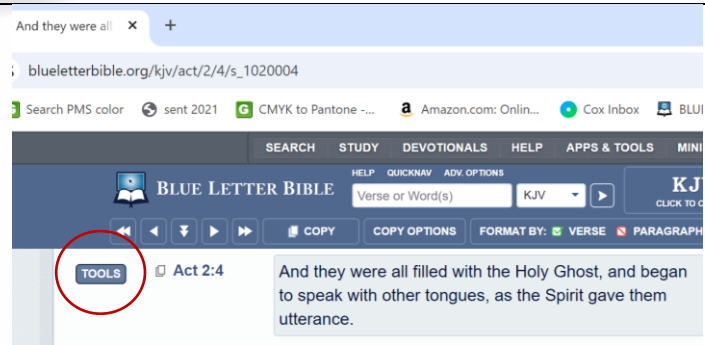 And they were all
blueletterbible.org/kjv/act/2/4/s_1020004
Search PMS color sent 2021 CMYK to Pantone -... Amazon.com: Onlin... Cox Inbox
SEARCH STUDY DEVOTIONALS HELP APPS & TOOLS
HELP QUICKNAV ADV. OPTIONS
BLUE LETTER BIBLE Verse or Word(s) KJV
COPY COPY OPTIONS FORMAT BY: VERSE PARAGRAPH
TOOLS Act 2:4 And they were all filled with the Holy Ghost, and began
to speak with other tongues, as the Spirit gave them
utterance.